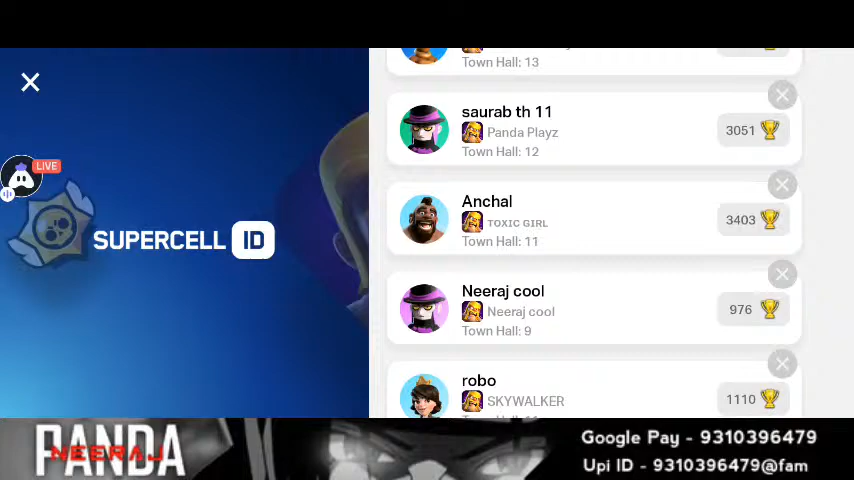 Town Hall: 13
saurab th 11
Panda Playz
3051
Town Hall: 12
LIVE
Anchal
TOXIC GIRL
3403
Town Hall: 11
SUPERCELL ID
Neeraj cool
Neeraj cool
976
Town Hall: 9
robo
SKYWALKER
1110
PANDA
NEERAJ
Google Pay - 9310396479
Upi ID - 9310396479@fam